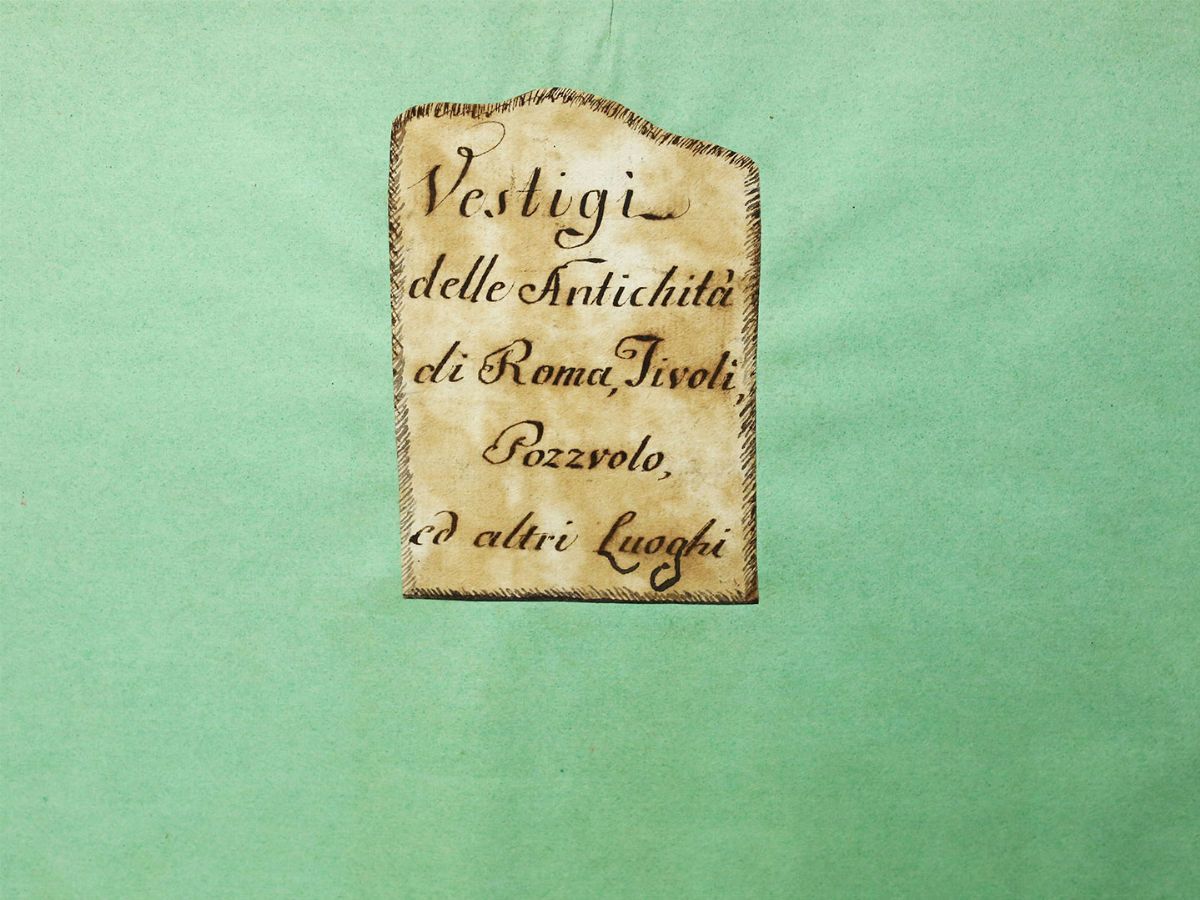 Vestigi
delle Antichità
di Roma, Tivoli,
Pozzvolo,
ed altri Luoghi